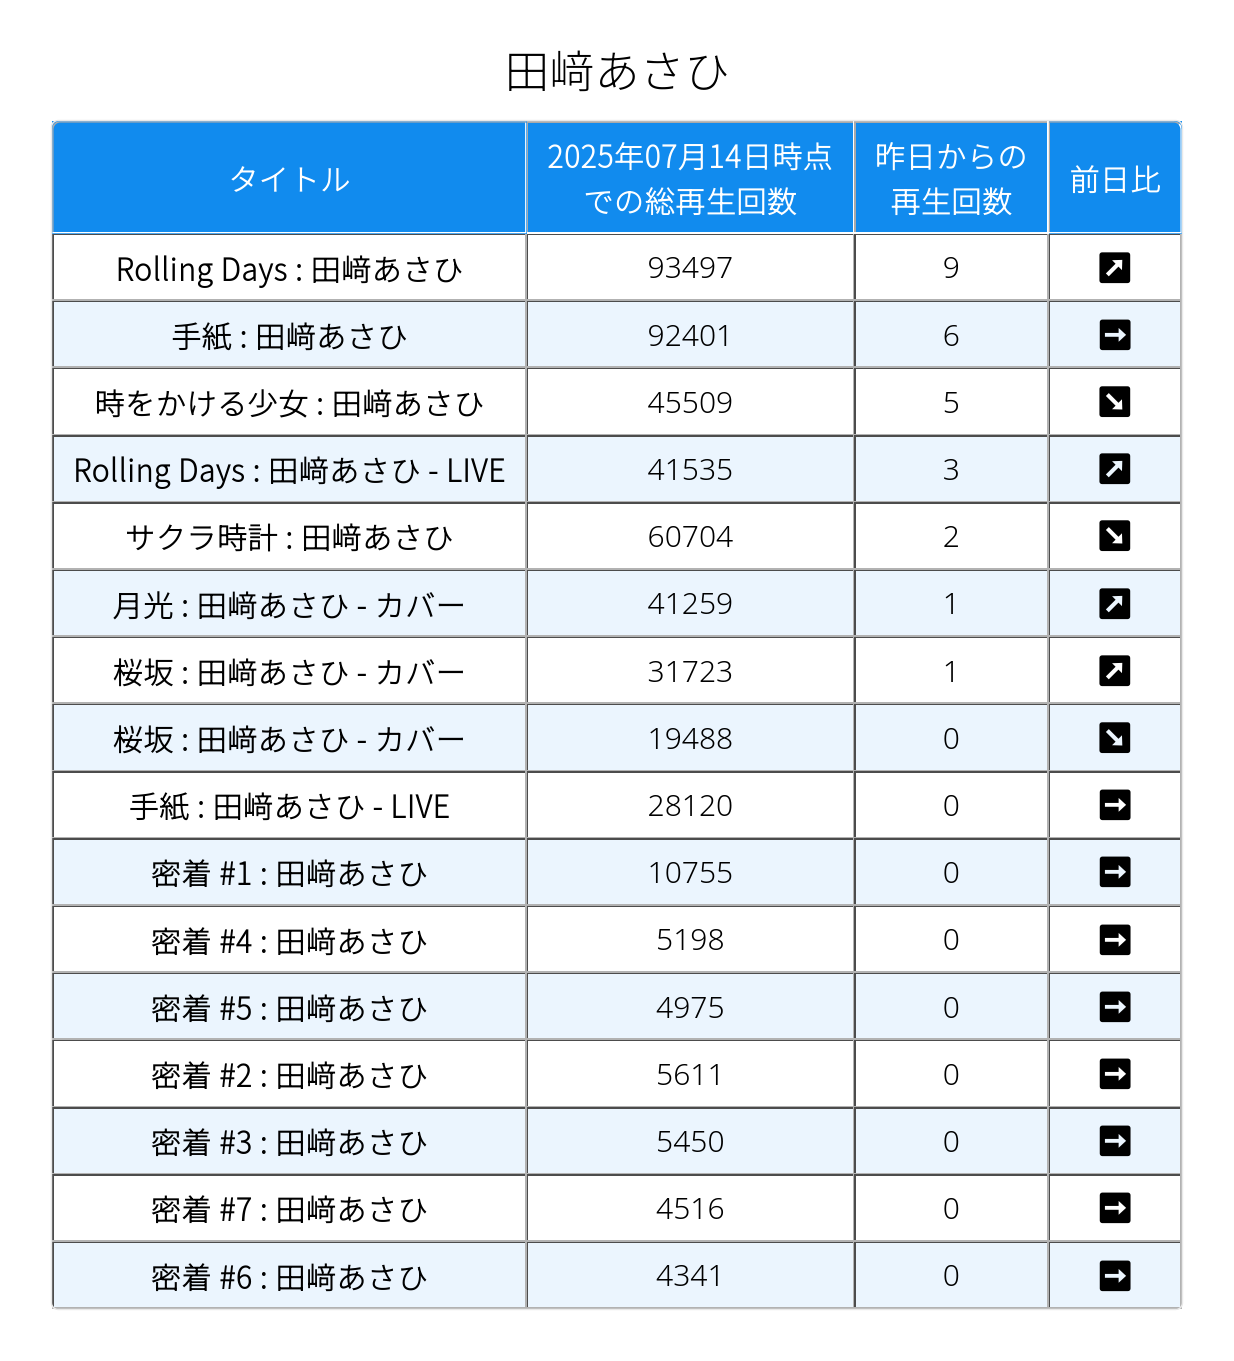 田﨑あさひ
タイトル 2025年07月14日時点での総再生回数 昨日からの再生回数 前日比
Rolling Days : 田﨑あさひ 93497 9 ↗
手紙 : 田﨑あさひ 92401 6 →
時をかける少女 : 田﨑あさひ 45509 5 ↘
Rolling Days : 田﨑あさひ - LIVE 41535 3 ↗
サクラ時計 : 田﨑あさひ 60704 2 ↘
月光 : 田﨑あさひ - カバー 41259 1 ↗
桜坂 : 田﨑あさひ - カバー 31723 1 ↗
桜坂 : 田﨑あさひ - カバー 19488 0 ↘
手紙 : 田﨑あさひ - LIVE 28120 0 →
密着 #1 : 田﨑あさひ 10755 0 →
密着 #4 : 田﨑あさひ 5198 0 →
密着 #5 : 田﨑あさひ 4975 0 →
密着 #2 : 田﨑あさひ 5611 0 →
密着 #3 : 田﨑あさひ 5450 0 →
密着 #7 : 田﨑あさひ 4516 0 →
密着 #6 : 田﨑あさひ 4341 0 →